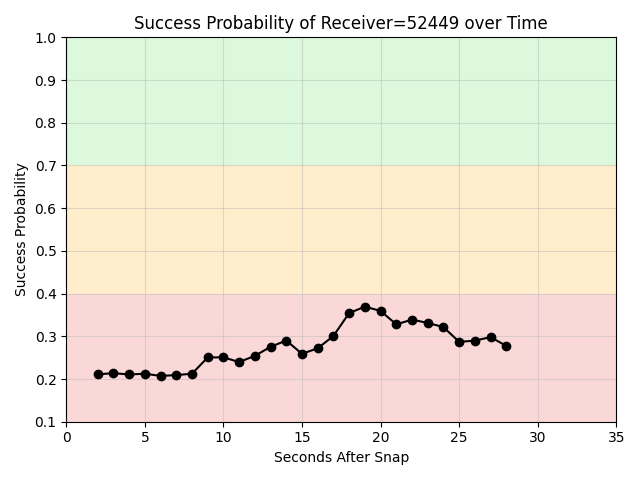 Success Probability of Receiver=52449 over Time
1.0
0.9
0.8
0.7
0.6
0.5
0.4
0.3
0.2
0.1
Success Probability
0 5 10 15 20 25 30 35
Seconds After Snap